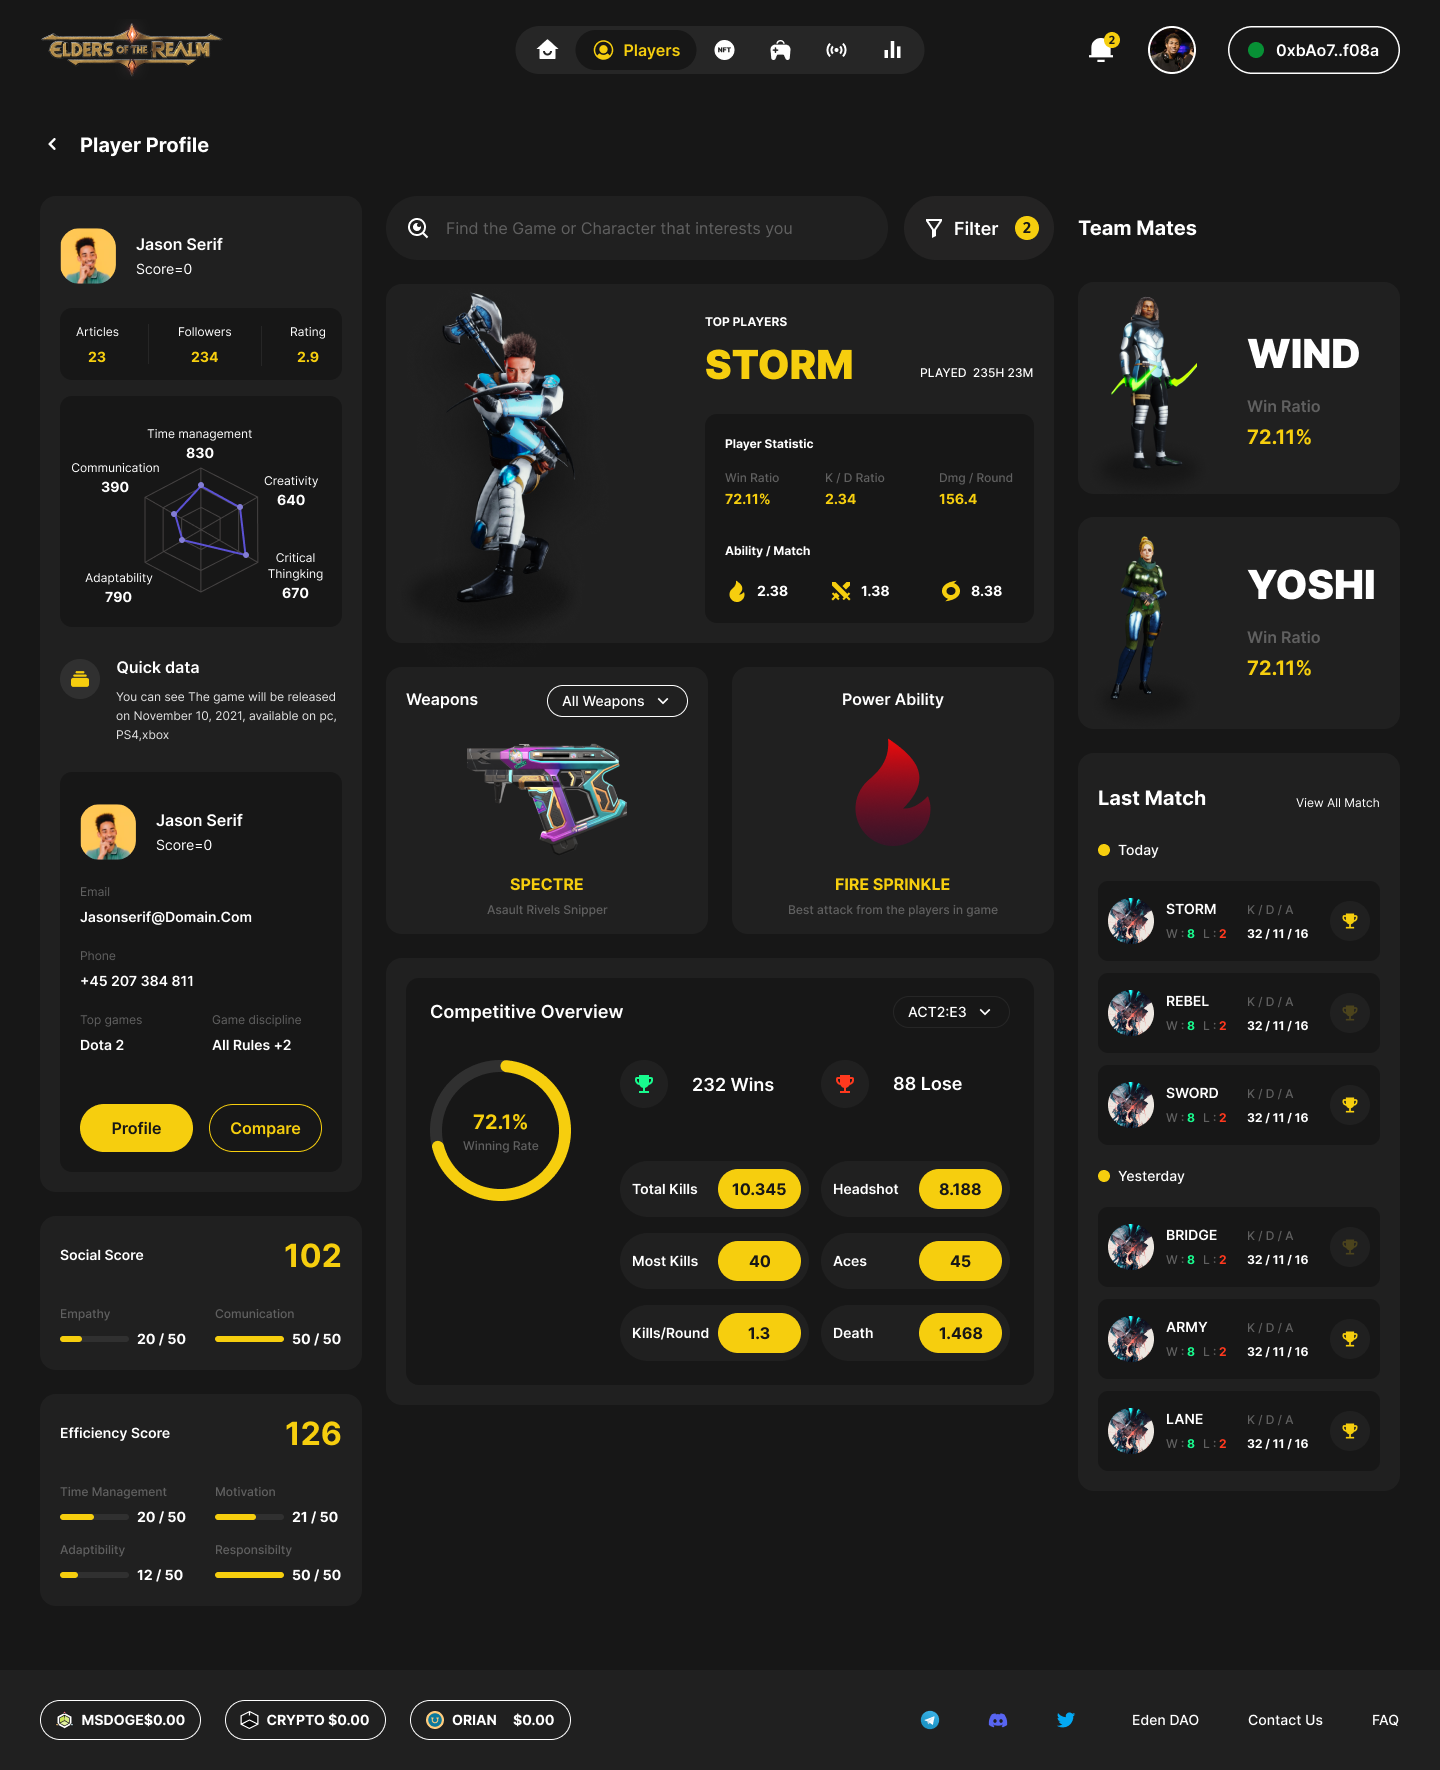 ELDERS OF THE REALM
Players
NFT
2
0xbAo7..f08a
Player Profile
Jason Serif
Score=0
Articles
Followers
Rating
23
234
2.9
Time management
830
Communication
390
Creativity
640
Critical
Thingking
670
Adaptability
790
Quick data
You can see The game will be released
on November 10, 2021, available on pc,
PS4,xbox
Jason Serif
Score=0
Email
Jasonserif@Domain.Com
Phone
+45 207 384 811
Top games
Game discipline
Dota 2
All Rules +2
Profile
Compare
Social Score
102
Empathy
Comunication
20 / 50
50 / 50
Efficiency Score
126
Time Management
Motivation
20 / 50
21 / 50
Adaptibility
Responsibilty
12 / 50
50 / 50
Find the Game or Character that interests you
Filter
2
TOP PLAYERS
STORM
PLAYED 235H 23M
Player Statistic
Win Ratio
K / D Ratio
Dmg / Round
72.11%
2.34
156.4
Ability / Match
2.38
1.38
8.38
Weapons
All Weapons
SPECTRE
Asault Rivels Snipper
Power Ability
FIRE SPRINKLE
Best attack from the players in game
Competitive Overview
ACT2:E3
72.1%
Winning Rate
232 Wins
88 Lose
Total Kills
10.345
Headshot
8.188
Most Kills
40
Aces
45
Kills/Round
1.3
Death
1.468
Team Mates
WIND
Win Ratio
72.11%
YOSHI
Win Ratio
72.11%
Last Match
View All Match
Today
STORM
K / D / A
W : 8 L : 2
32 / 11 / 16
REBEL
K / D / A
W : 8 L : 2
32 / 11 / 16
SWORD
K / D / A
W : 8 L : 2
32 / 11 / 16
Yesterday
BRIDGE
K / D / A
W : 8 L : 2
32 / 11 / 16
ARMY
K / D / A
W : 8 L : 2
32 / 11 / 16
LANE
K / D / A
W : 8 L : 2
32 / 11 / 16
MSDOGE$0.00
CRYPTO $0.00
ORIAN $0.00
Eden DAO
Contact Us
FAQ